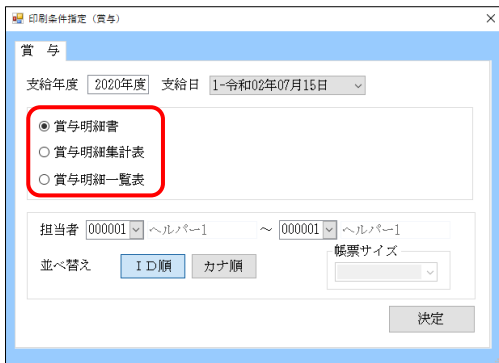 印刷条件指定（賞与）
賞　与
支給年度 2020年度 支給日 1-令和02年07月15日
賞与明細書
賞与明細集計表
賞与明細一覧表
担当者 000001 ヘルパー1 ～ 000001 ヘルパー1
帳票サイズ
並べ替え ＩＤ順 カナ順
決定